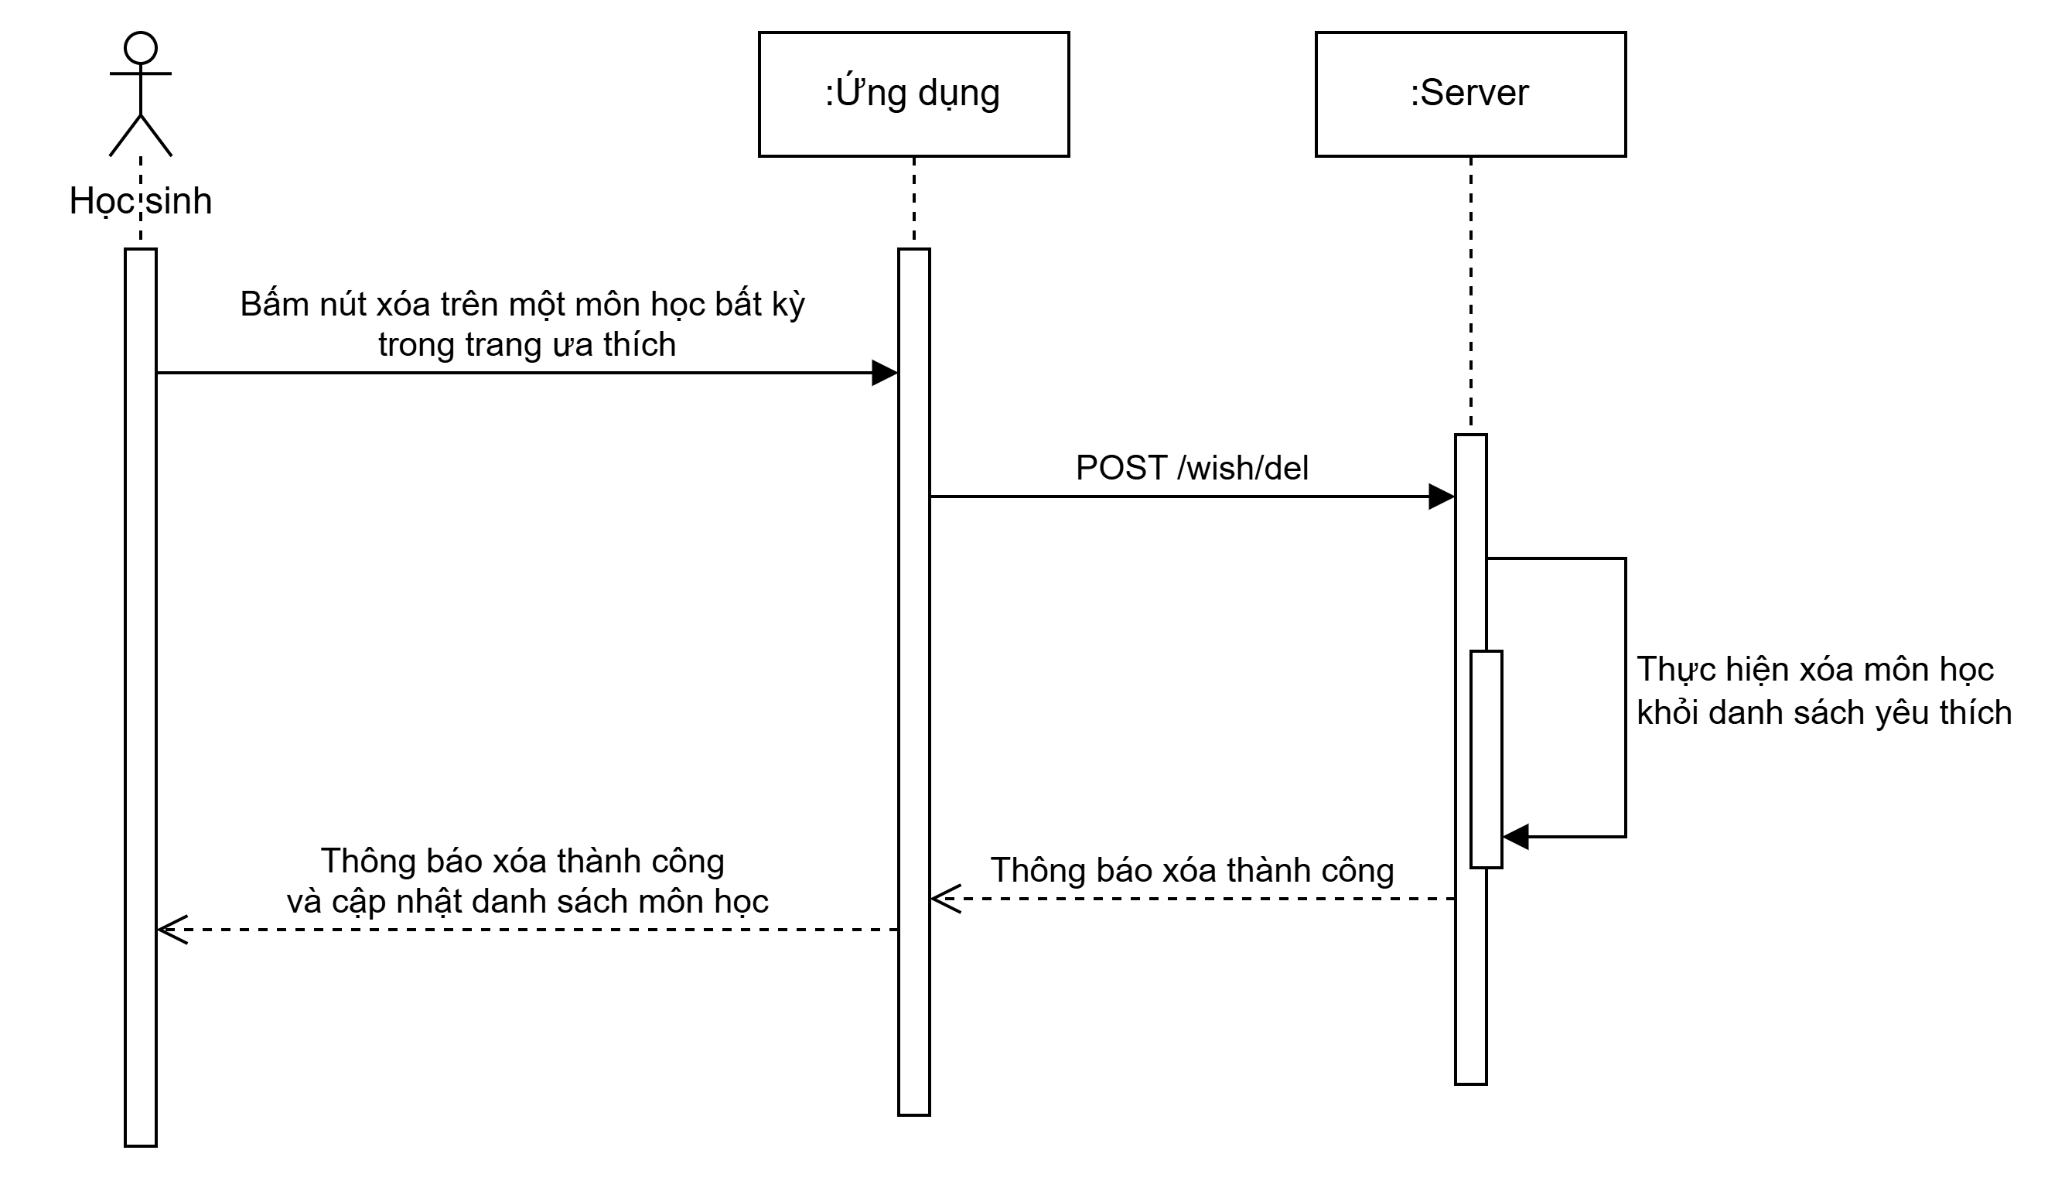 :Ứng dụng
:Server
Học sinh
Bấm nút xóa trên một môn học bất kỳ
trong trang ưa thích
POST /wish/del
Thực hiện xóa môn học
khỏi danh sách yêu thích
Thông báo xóa thành công
và cập nhật danh sách môn học
Thông báo xóa thành công